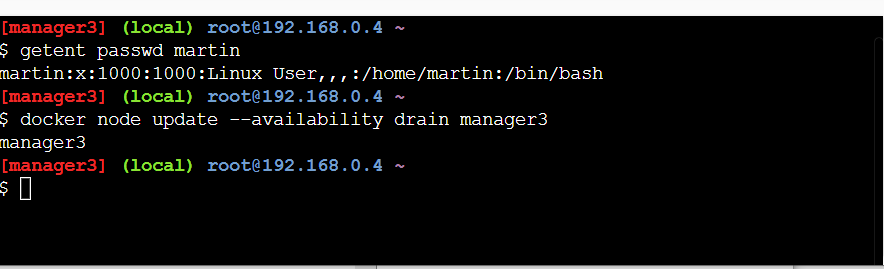 [manager3] (local) root@192.168.0.4 ~
$ getent passwd martin
martin:x:1000:1000:Linux User,,,:/home/martin:/bin/bash
[manager3] (local) root@192.168.0.4 ~
$ docker node update --availability drain manager3
manager3
[manager3] (local) root@192.168.0.4 ~
$